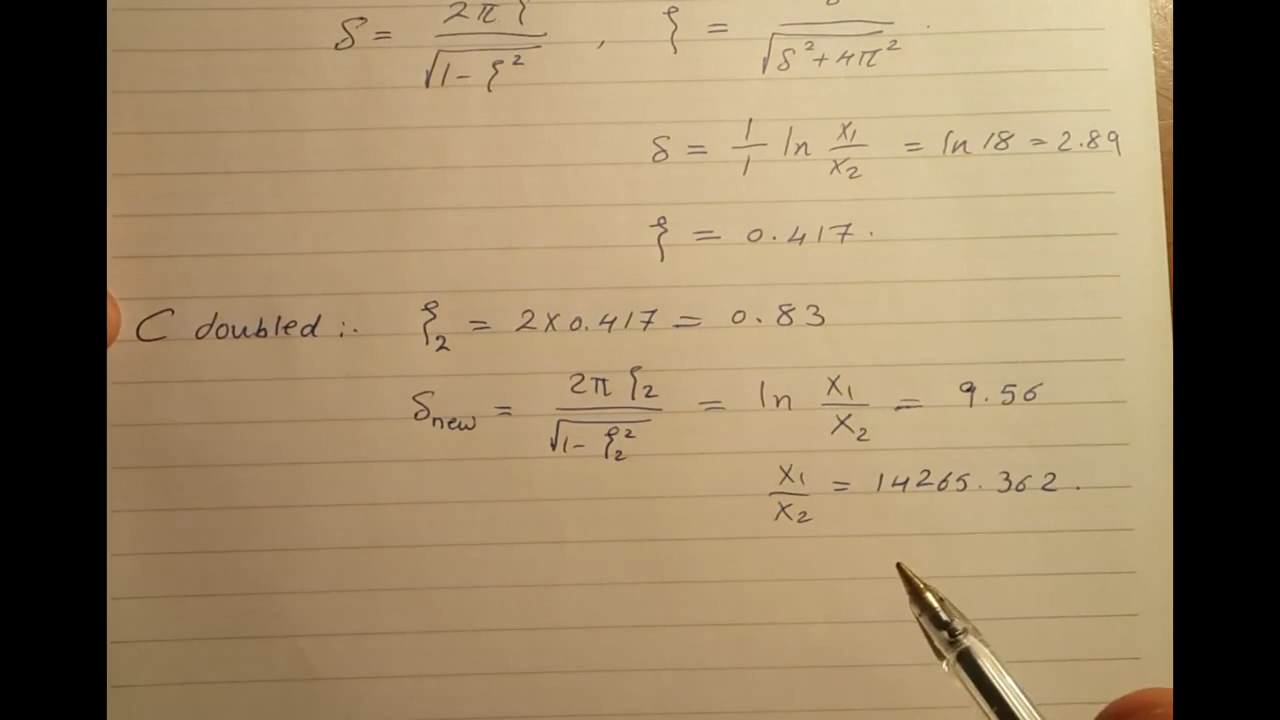 δ = 2π ξ / √1 - ξ² , ξ = / √δ² + 4π² .
δ = 1/1 ln x₁/x₂ = ln 18 = 2.89
ξ = 0.417.
C doubled :. ξ₂ = 2 x 0.417 = 0.83
δnew = 2π ξ₂ / √1 - ξ₂² = ln x₁/x₂ = 9.56
x₁/x₂ = 14265.362.